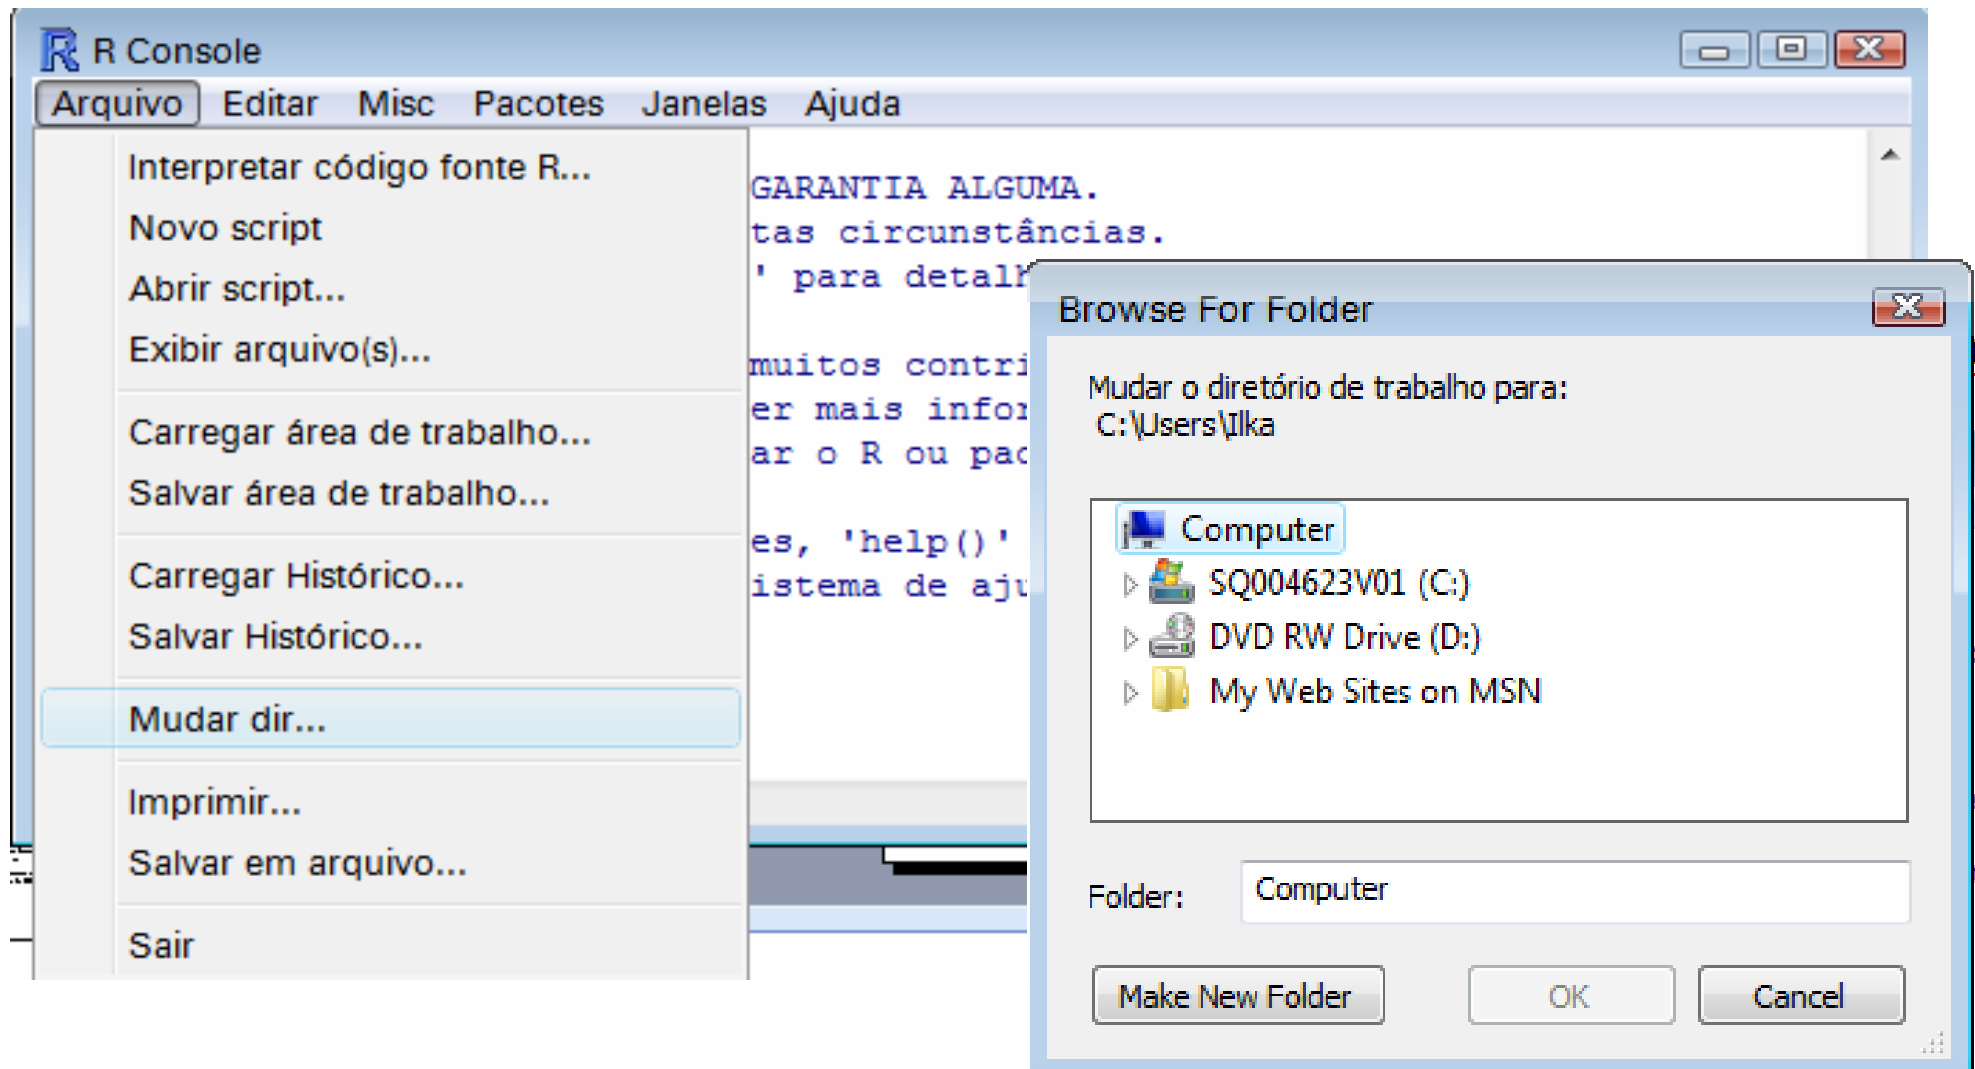 R Console
Arquivo Editar Misc Pacotes Janelas Ajuda
Interpretar código fonte R...
Novo script
Abrir script...
Exibir arquivo(s)...
Carregar área de trabalho...
Salvar área de trabalho...
Carregar Histórico...
Salvar Histórico...
Mudar dir...
Imprimir...
Salvar em arquivo...
Sair
GARANTIA ALGUMA.
tas circunstâncias.
' para detalh
muitos contri
er mais infor
ar o R ou pac
es, 'help()'
istema de aju
Browse For Folder
Mudar o diretório de trabalho para:
C:\Users\Ilka
Computer
SQ004623V01 (C:)
DVD RW Drive (D:)
My Web Sites on MSN
Folder: Computer
Make New Folder OK Cancel